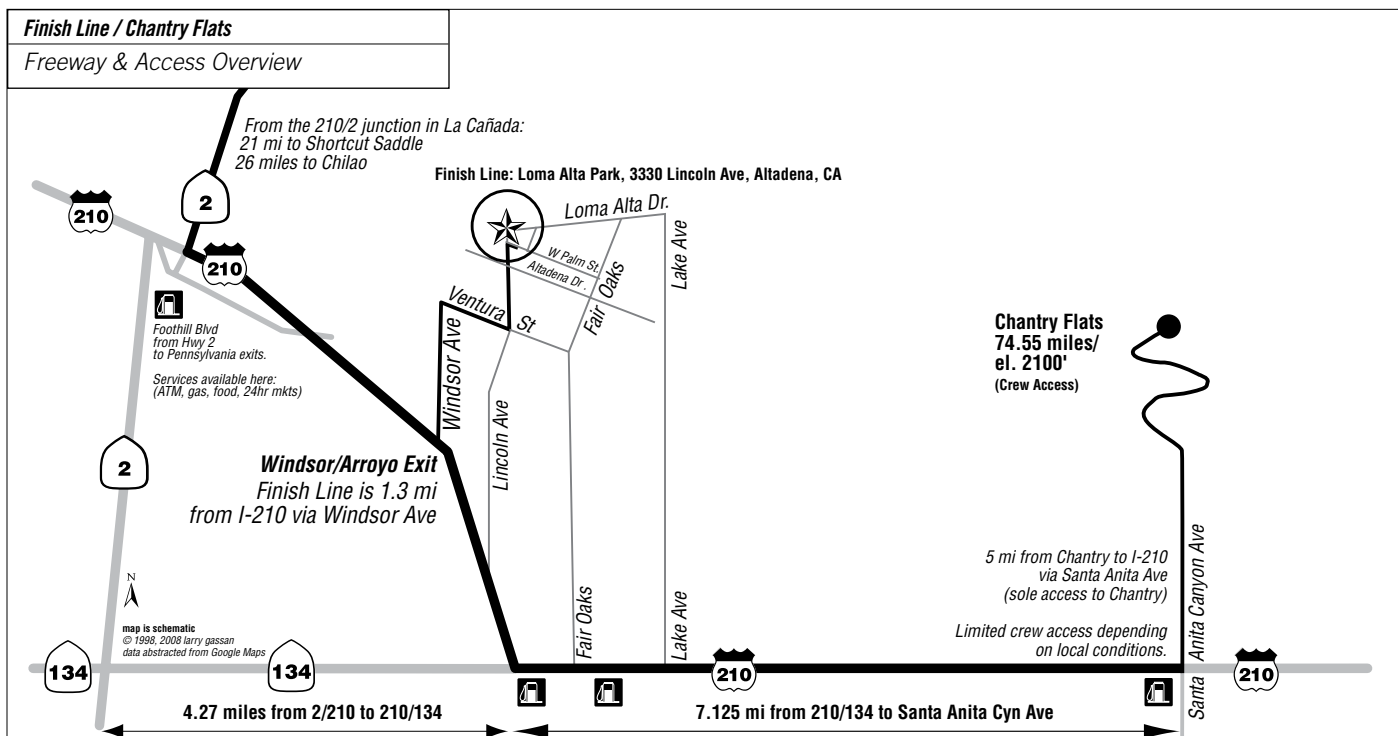 Finish Line / Chantry Flats
Freeway & Access Overview
From the 210/2 junction in La Cañada:
21 mi to Shortcut Saddle
26 miles to Chilao
Finish Line: Loma Alta Park, 3330 Lincoln Ave, Altadena, CA
210
2
Loma Alta Dr.
210
W Palm St.
Altadena Dr.
Fair Oaks
Lake Ave
Ventura St
Windsor Ave
Lincoln Ave
Foothill Blvd
from Hwy 2
to Pennsylvania exits.
Services available here:
(ATM, gas, food, 24hr mkts)
Chantry Flats
74.55 miles/
el. 2100'
(Crew Access)
2
Windsor/Arroyo Exit
Finish Line is 1.3 mi
from I-210 via Windsor Ave
5 mi from Chantry to I-210
via Santa Anita Ave
(sole access to Chantry)
Limited crew access depending
on local conditions.
Santa Anita Canyon Ave
N
map is schematic
© 1998, 2008 larry gassan
data abstracted from Google Maps
Fair Oaks
Lake Ave
134
134
210
210
4.27 miles from 2/210 to 210/134
7.125 mi from 210/134 to Santa Anita Cyn Ave